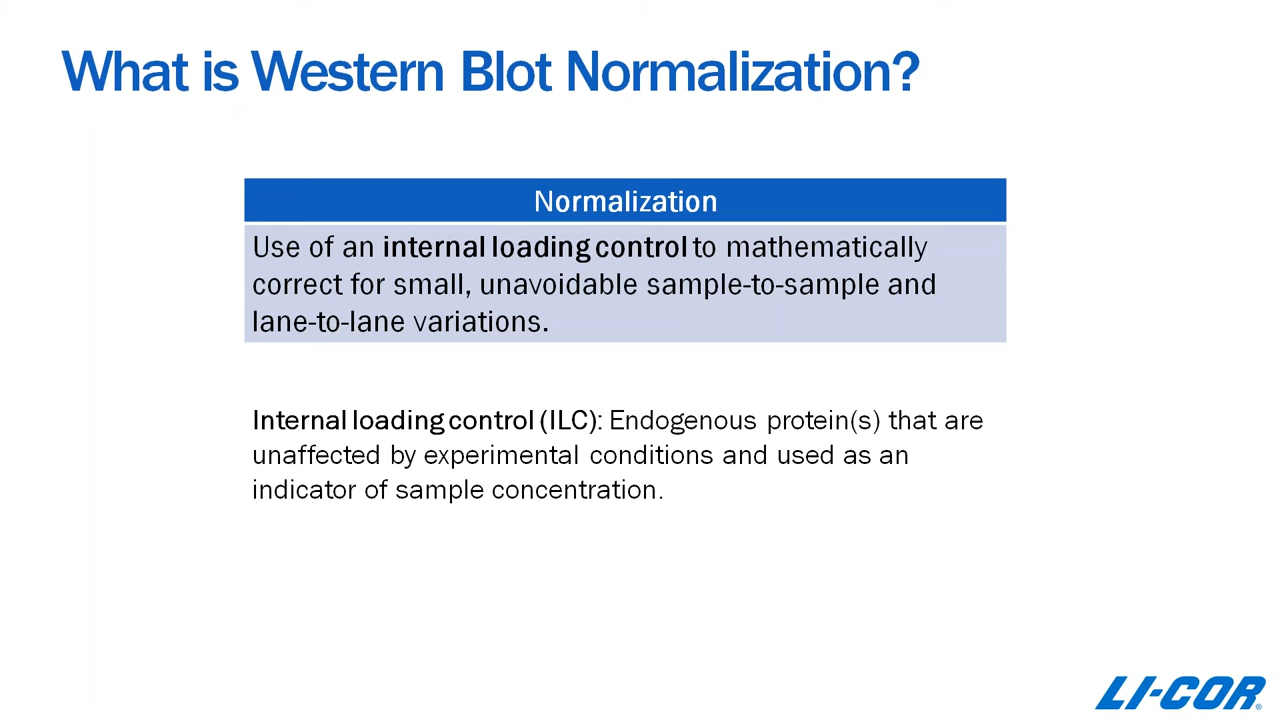 What is Western Blot Normalization?
Normalization
Use of an internal loading control to mathematically
correct for small, unavoidable sample-to-sample and
lane-to-lane variations.
Internal loading control (ILC): Endogenous protein(s) that are
unaffected by experimental conditions and used as an
indicator of sample concentration.
LI-COR®